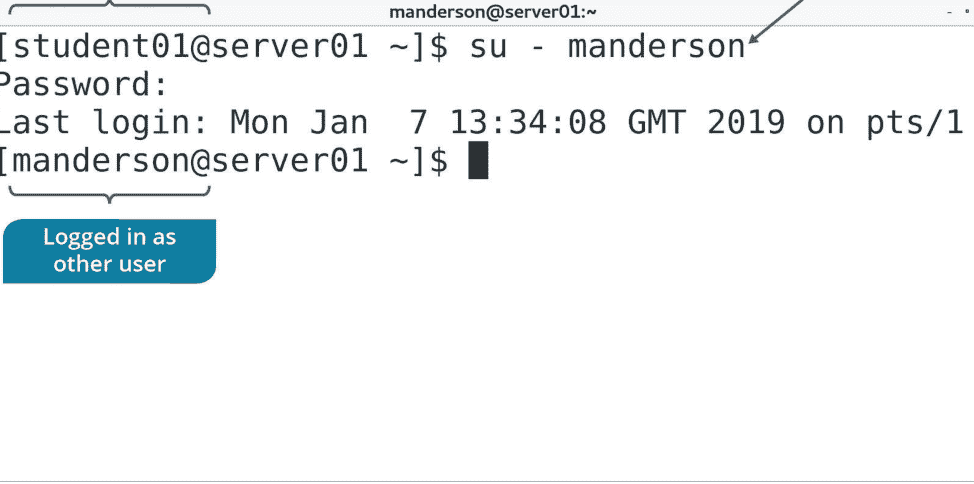 manderson@server01:~
[student01@server01 ~]$ su - manderson
Password:
Last login: Mon Jan  7 13:34:08 GMT 2019 on pts/1
[manderson@server01 ~]$
Logged in as
other user